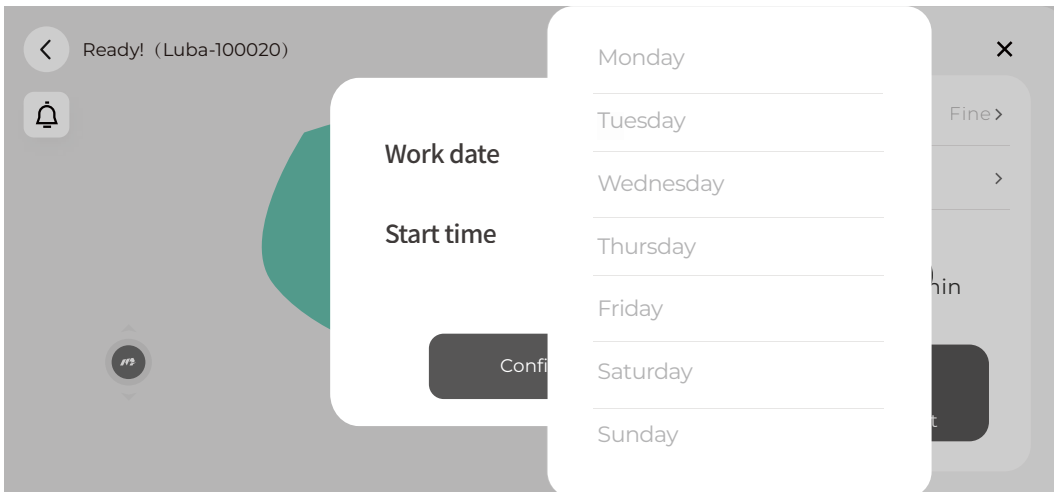 Ready!（Luba-100020）
Monday
Fine
Tuesday
Work date
Wednesday
Start time
Thursday
Friday
Saturday
Sunday